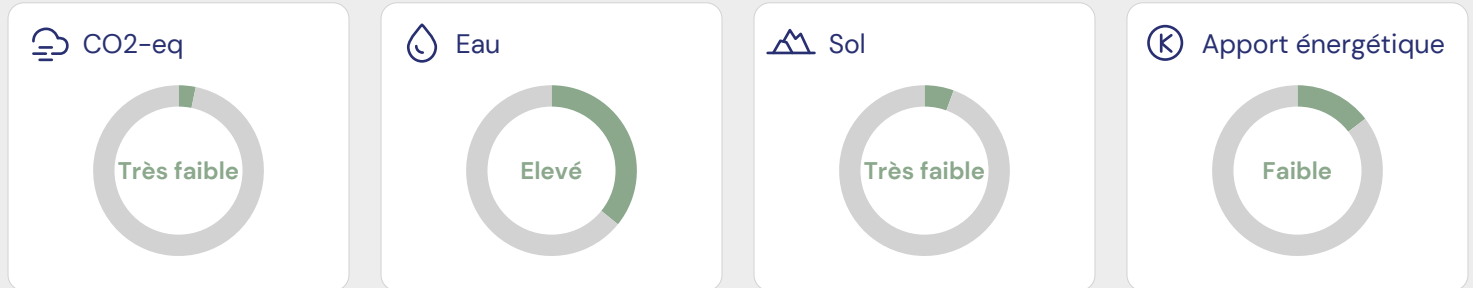 CO2-eq
Très faible
Eau
Elevé
Sol
Très faible
K Apport énergétique
Faible